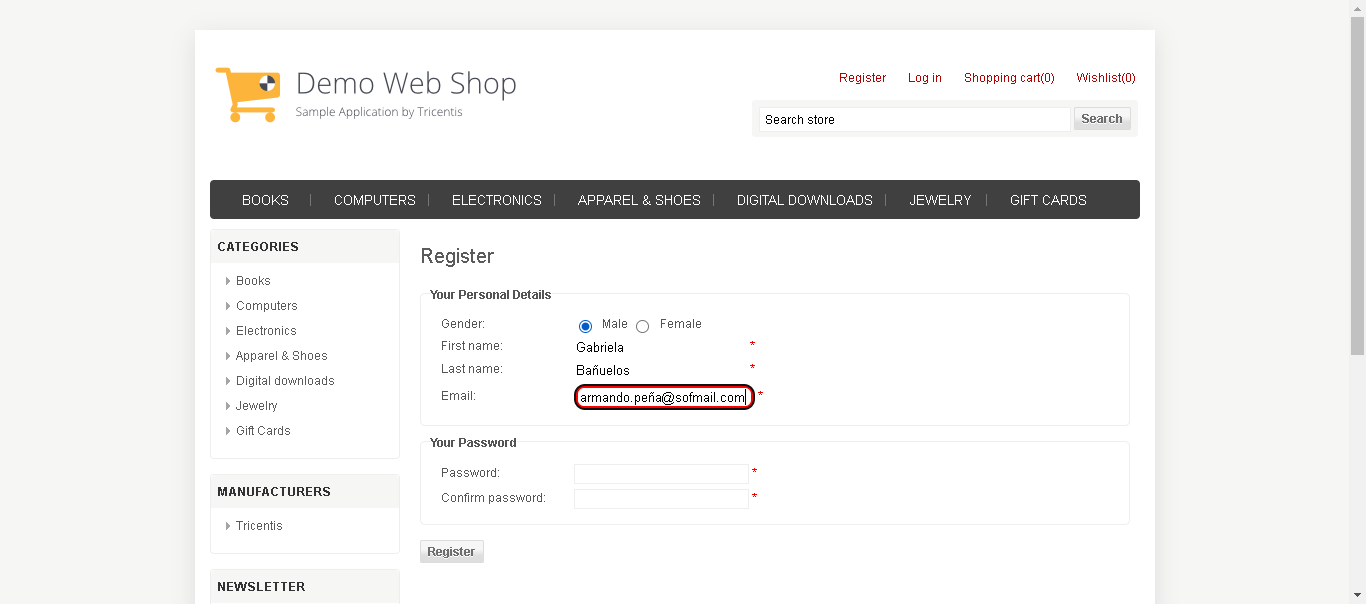 Demo Web Shop
Sample Application by Tricentis
Register Log in Shopping cart(0) Wishlist(0)
Search store Search
BOOKS COMPUTERS ELECTRONICS APPAREL & SHOES DIGITAL DOWNLOADS JEWELRY GIFT CARDS
CATEGORIES
Books
Computers
Electronics
Apparel & Shoes
Digital downloads
Jewelry
Gift Cards
MANUFACTURERS
Tricentis
NEWSLETTER
Register
Your Personal Details
Gender: Male Female
First name: Gabriela *
Last name: Bañuelos *
Email: armando.peña@sofmail.com *
Your Password
Password: *
Confirm password: *
Register